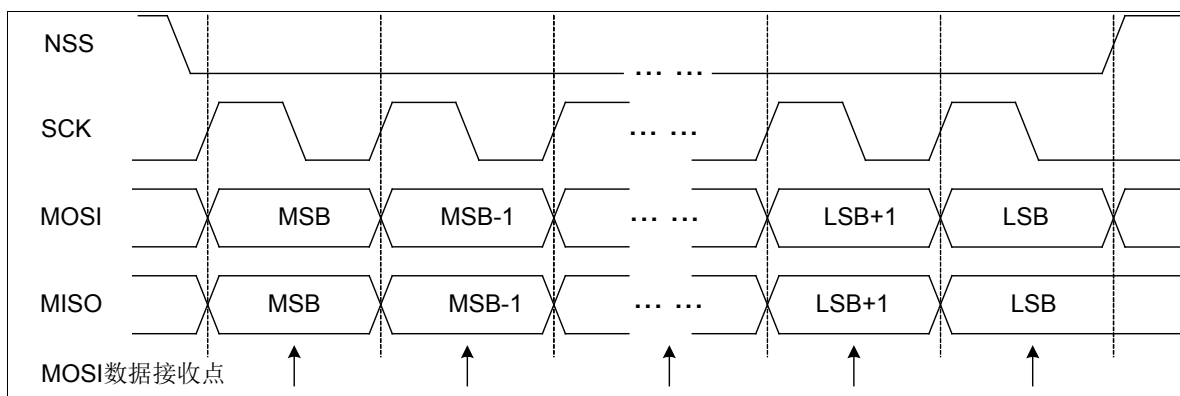 NSS
... ...
SCK
... ...
MOSI MSB MSB-1 ... ... LSB+1 LSB
MISO MSB MSB-1 ... ... LSB+1 LSB
MOSI数据接收点